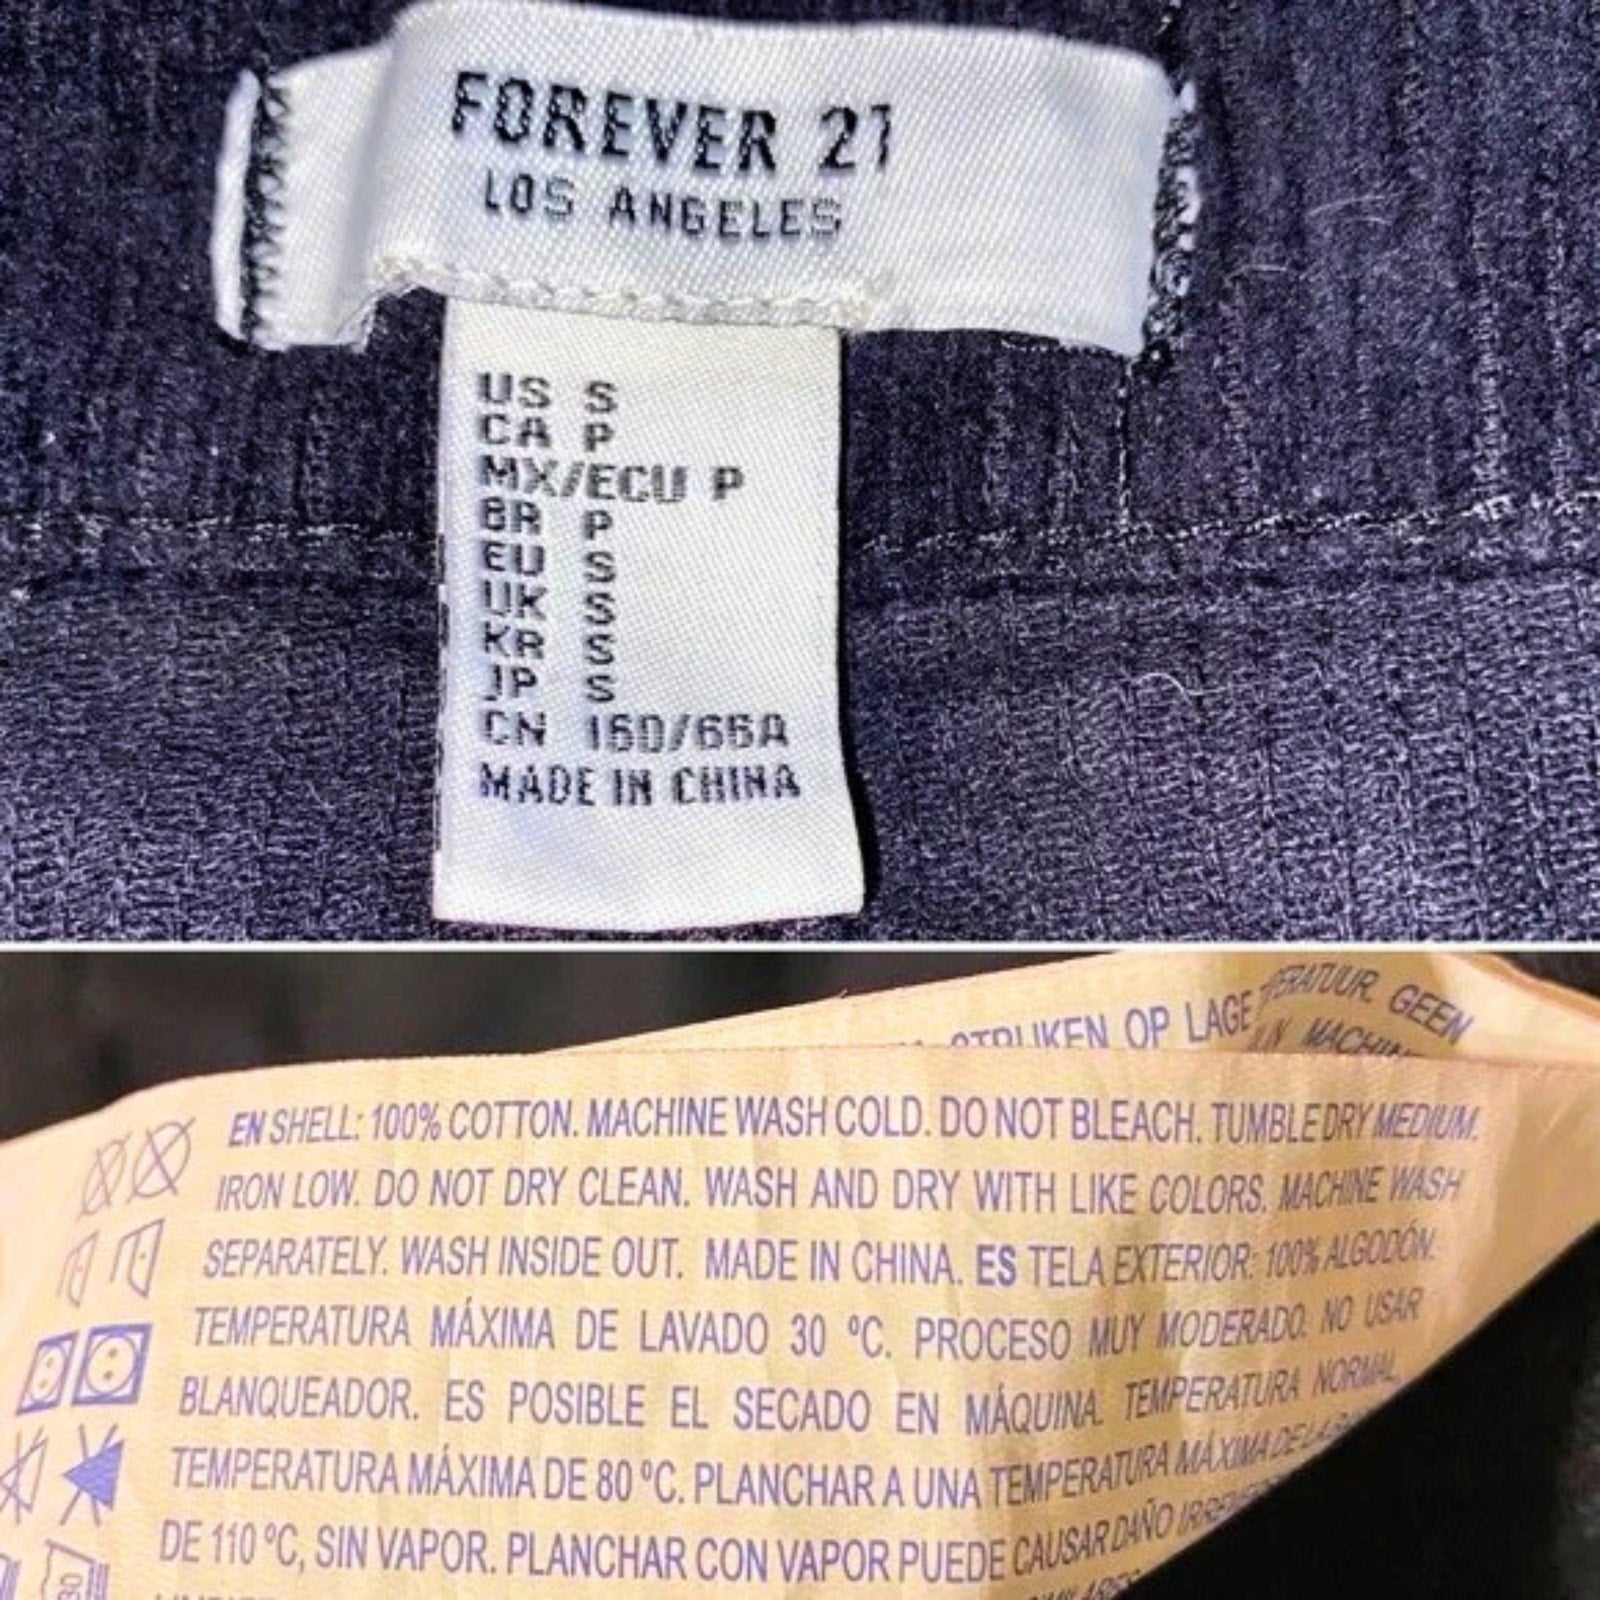 FOREVER 21
LOS ANGELES
US S
CA P
MX/ECU P
BR P
EU S
UK S
KR S
JP S
CN 160/66A
MADE IN CHINA
OP LAGE
GEEN
EN SHELL: 100% COTTON. MACHINE WASH COLD. DO NOT BLEACH. TUMBLE DRY MEDIUM.
IRON LOW. DO NOT DRY CLEAN. WASH AND DRY WITH LIKE COLORS. MACHINE WASH
SEPARATELY. WASH INSIDE OUT. MADE IN CHINA. ES TELA EXTERIOR: 100% ALGODÓN.
TEMPERATURA MÁXIMA DE LAVADO 30 ºC. PROCESO MUY MODERADO. NO USAR
BLANQUEADOR. ES POSIBLE EL SECADO EN MÁQUINA. TEMPERATURA NORMAL,
TEMPERATURA MÁXIMA DE 80 ºC. PLANCHAR A UNA TEMPERATURA MÁXIMA DE
DE 110 ºC, SIN VAPOR. PLANCHAR CON VAPOR PUEDE CAUSAR DAÑO